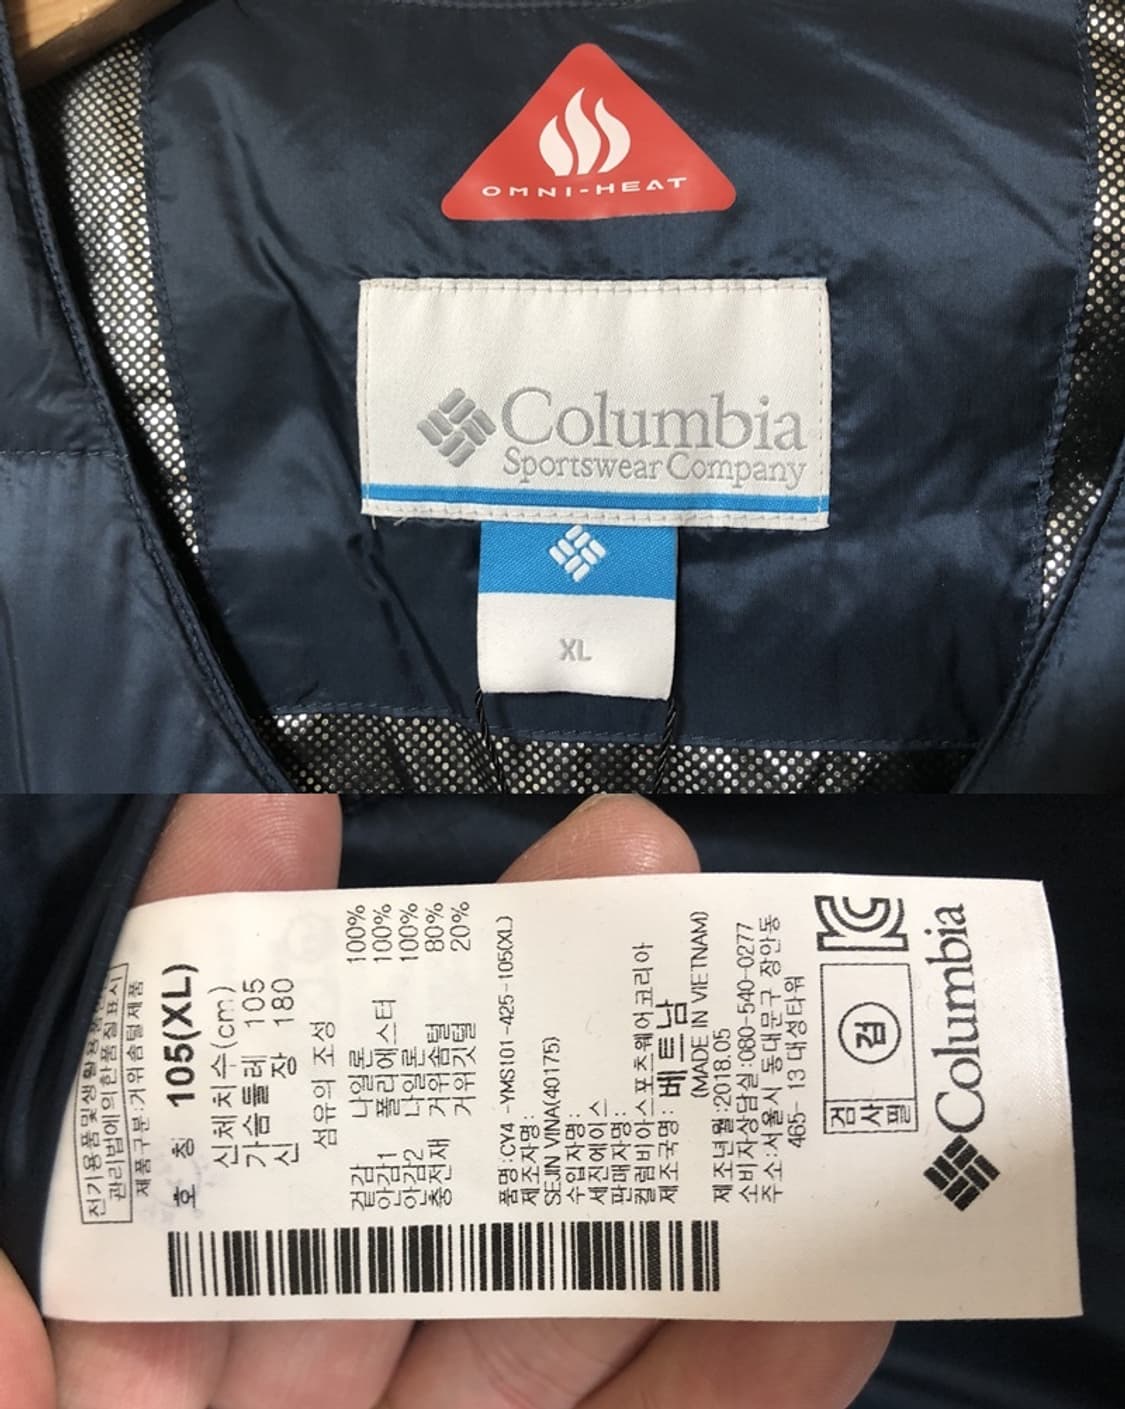 OMNI-HEAT
Columbia
Sportswear Company
XL
전기용품및생활용품안전
관리법에의한품질표시
제품구분:거위솜털제품
호 칭 105(XL)
신체치수(cm)
가슴둘레 105
신 장 180
섬유의 조성
겉감 나일론 100%
안감1 폴리에스터 100%
안감2 나일론 100%
충전재 거위솜털 80%
거위깃털 20%
품명:CY4 -YMS101-425-105(XL)
제조자명:
SEJIN VINA(40175)
수입자명:
세진에이스
판매자명:
컬럼비아스포츠웨어코리아
제조국명: 베트남
(MADE IN VIETNAM)
제조년월:2018.05
소비자상담실:080-540-0277
주소:서울시 동대문구 장안동
465- 13 대성타워
검
검사필
Columbia